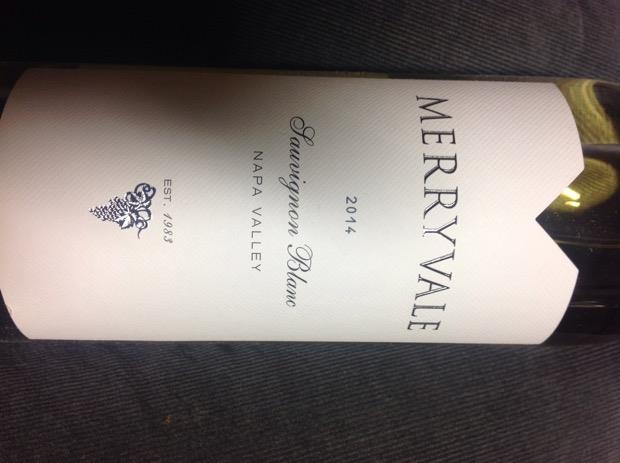 MERRYVALE
2014
Sauvignon Blanc
NAPA VALLEY
EST. 1983